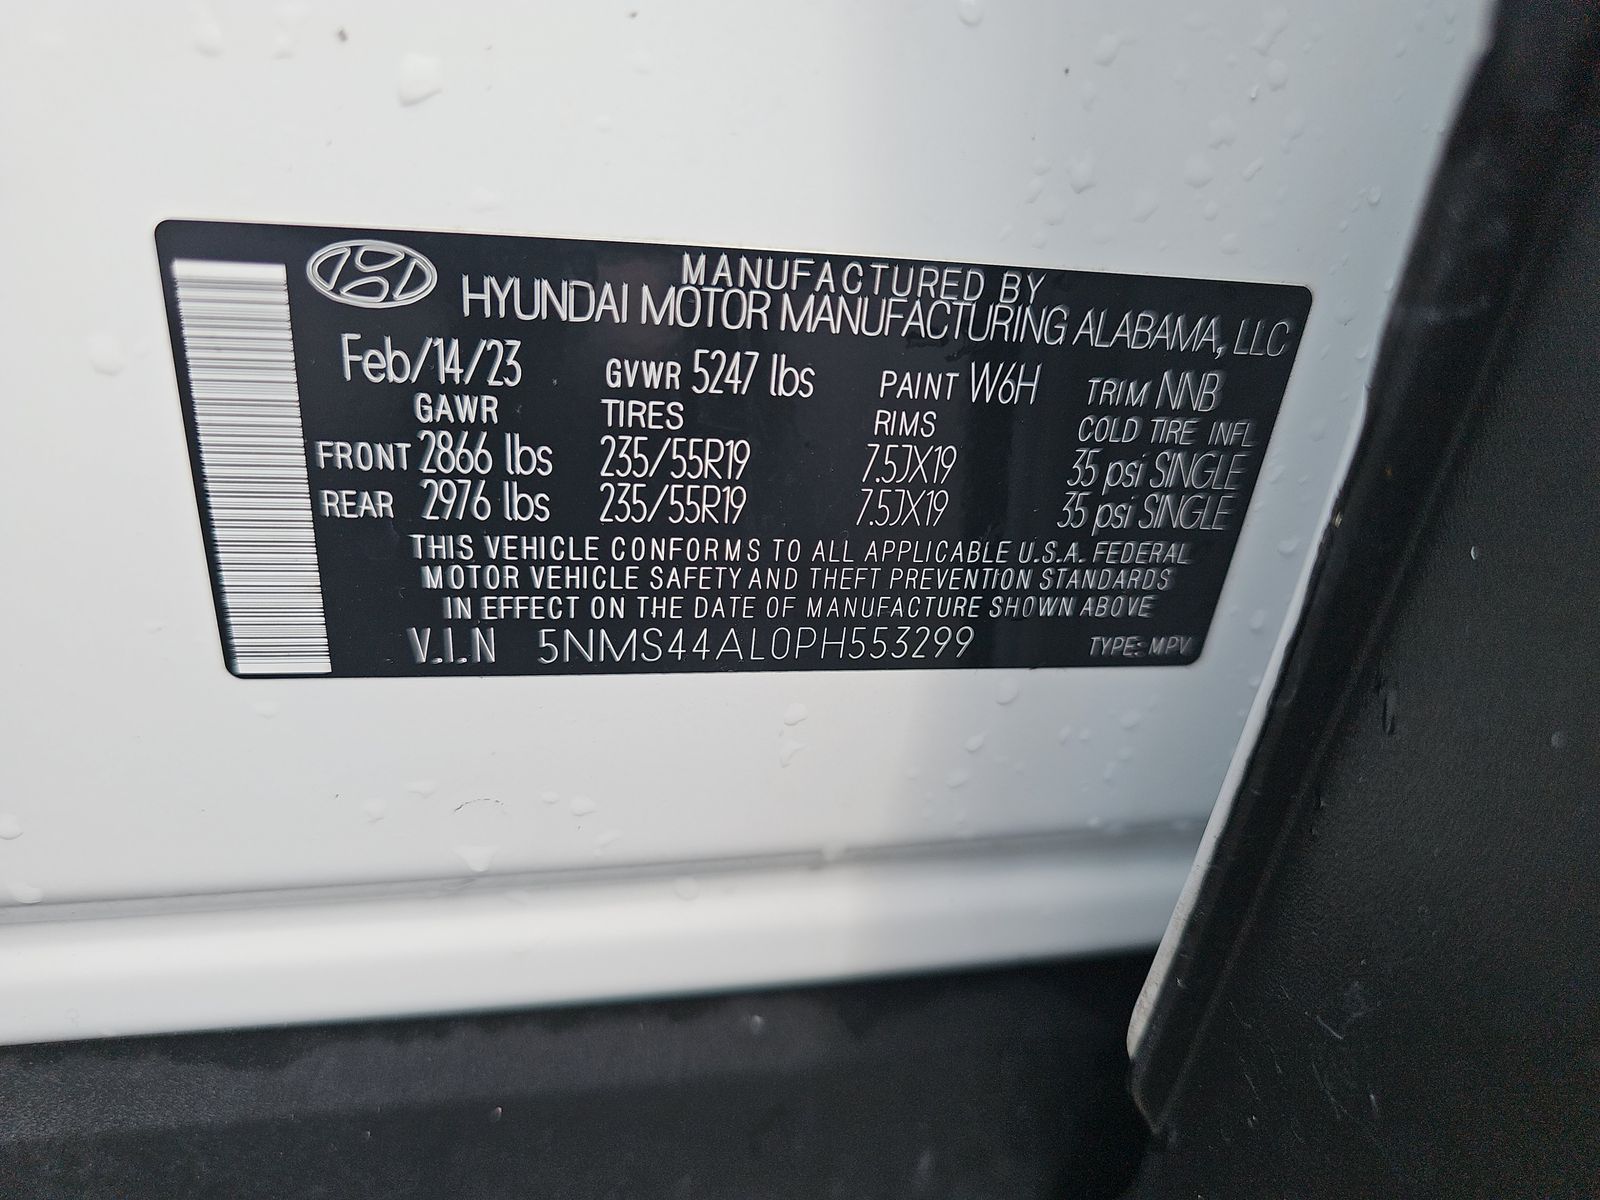 MANUFACTURED BY
HYUNDAI MOTOR MANUFACTURING ALABAMA, LLC
Feb/14/23 GVWR 5247 lbs PAINT W6H TRIM NNB
GAWR TIRES RIMS COLD TIRE INFL
FRONT 2866 lbs 235/55R19 7.5JX19 35 psi SINGLE
REAR 2976 lbs 235/55R19 7.5JX19 35 psi SINGLE
THIS VEHICLE CONFORMS TO ALL APPLICABLE U.S.A. FEDERAL
MOTOR VEHICLE SAFETY AND THEFT PREVENTION STANDARDS
IN EFFECT ON THE DATE OF MANUFACTURE SHOWN ABOVE
V.I.N 5NMS44AL0PH553299 TYPE: MPV